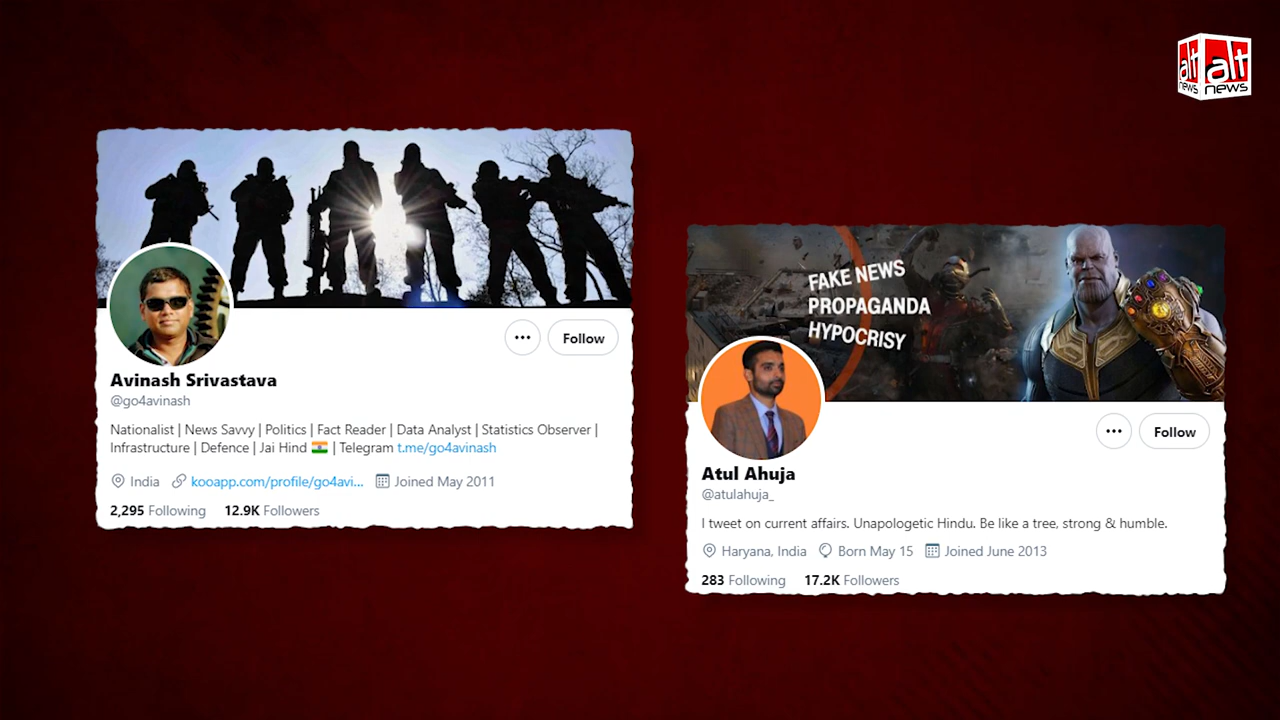 alt alt
news news
FAKE NEWS
PROPAGANDA
HYPOCRISY
Follow
Avinash Srivastava
@go4avinash
Nationalist | News Savvy | Politics | Fact Reader | Data Analyst | Statistics Observer |
Infrastructure | Defence | Jai Hind 🇮🇳 | Telegram t.me/go4avinash
India kooapp.com/profile/go4avi... Joined May 2011
2,295 Following 12.9K Followers
Follow
Atul Ahuja
@atulahuja_
I tweet on current affairs. Unapologetic Hindu. Be like a tree, strong & humble.
Haryana, India Born May 15 Joined June 2013
283 Following 17.2K Followers